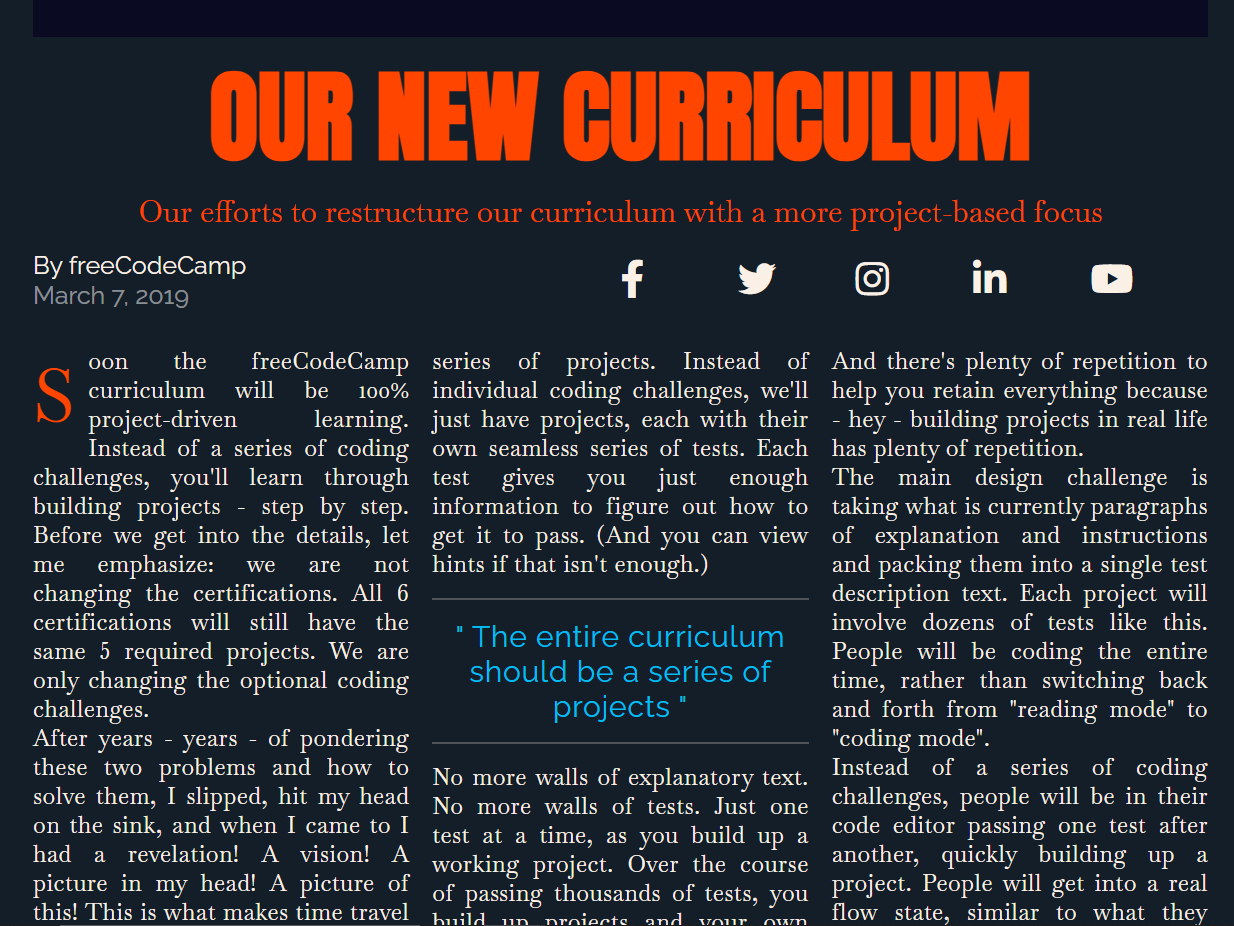 OUR NEW CURRICULUM
Our efforts to restructure our curriculum with a more project-based focus
By freeCodeCamp
March 7, 2019
Soon the freeCodeCamp
curriculum will be 100%
project-driven learning.
Instead of a series of coding
challenges, you'll learn through
building projects - step by step.
Before we get into the details, let
me emphasize: we are not
changing the certifications. All 6
certifications will still have the
same 5 required projects. We are
only changing the optional coding
challenges.
After years - years - of pondering
these two problems and how to
solve them, I slipped, hit my head
on the sink, and when I came to I
had a revelation! A vision! A
picture in my head! A picture of
this! This is what makes time travel
series of projects. Instead of
individual coding challenges, we'll
just have projects, each with their
own seamless series of tests. Each
test gives you just enough
information to figure out how to
get it to pass. (And you can view
hints if that isn't enough.)
" The entire curriculum
should be a series of
projects "
No more walls of explanatory text.
No more walls of tests. Just one
test at a time, as you build up a
working project. Over the course
of passing thousands of tests, you
build up projects and your own
And there's plenty of repetition to
help you retain everything because
- hey - building projects in real life
has plenty of repetition.
The main design challenge is
taking what is currently paragraphs
of explanation and instructions
and packing them into a single test
description text. Each project will
involve dozens of tests like this.
People will be coding the entire
time, rather than switching back
and forth from "reading mode" to
"coding mode".
Instead of a series of coding
challenges, people will be in their
code editor passing one test after
another, quickly building up a
project. People will get into a real
flow state, similar to what they